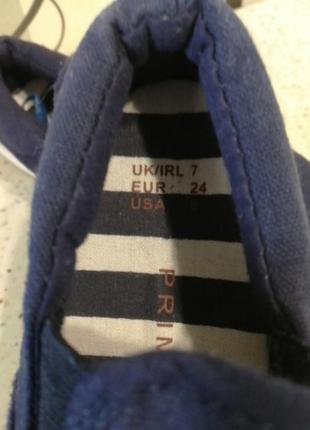 UK/IRL 7
EUR 24
USA
PRIM